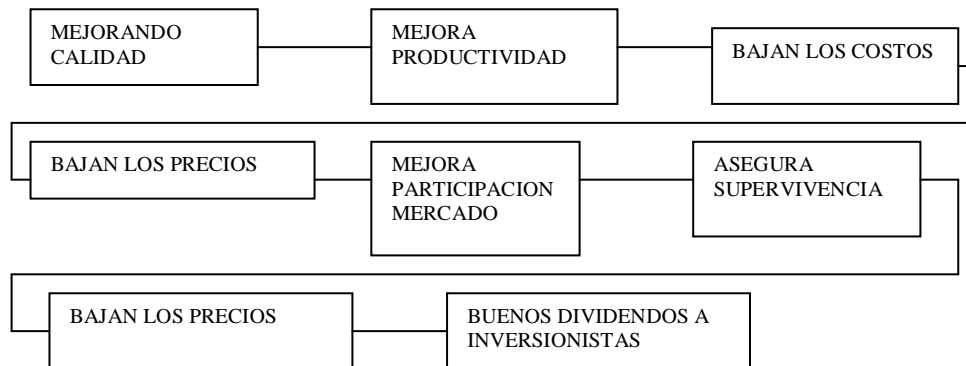 MEJORANDO
CALIDAD
MEJORA
PRODUCTIVIDAD
BAJAN LOS COSTOS
BAJAN LOS PRECIOS
MEJORA
PARTICIPACION
MERCADO
ASEGURA
SUPERVIVENCIA
BAJAN LOS PRECIOS
BUENOS DIVIDENDOS A
INVERSIONISTAS